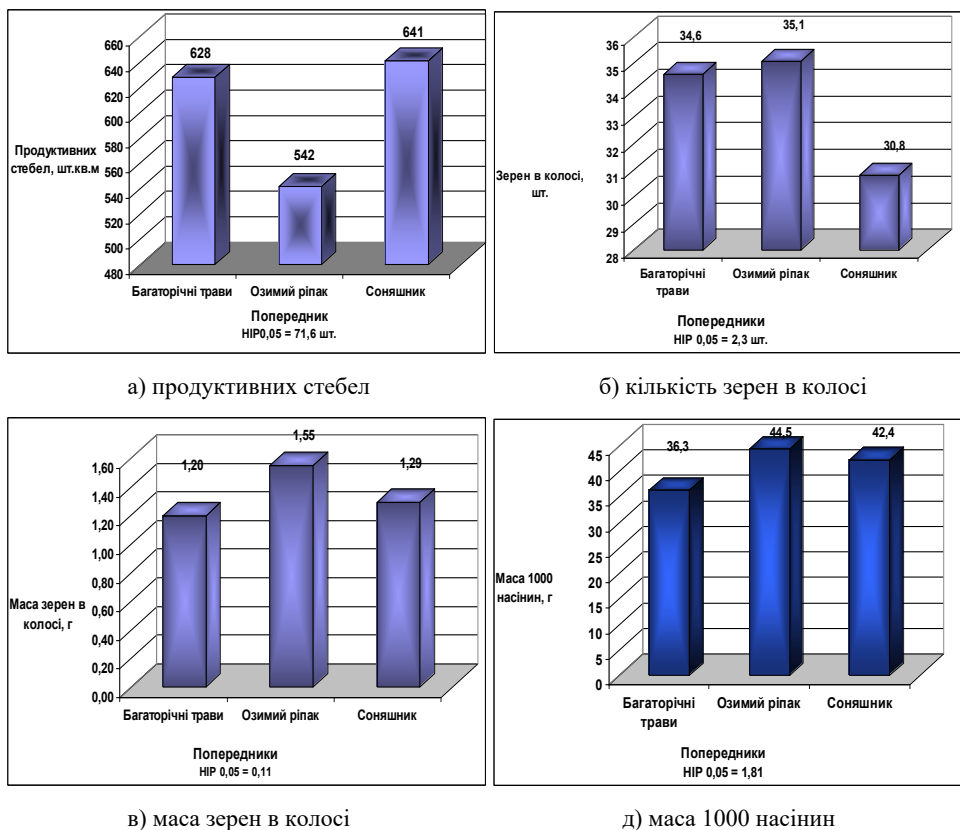 660
640
620
600
580
560
540
520
500
480
Продуктивних
стебел, шт.кв.м
628
542
641
Багаторічні трави
Озимий ріпак
Соняшник
Попередник
НІР0,05 = 71,6 шт.
а) продуктивних стебел
36
35
34
33
32
31
30
29
28
Зерен в колосі,
шт.
34,6
35,1
30,8
Багаторічні
трави
Озимий ріпак
Соняшник
Попередники
НІР 0,05 = 2,3 шт.
б) кількість зерен в колосі
1,60
1,40
1,20
1,00
0,80
0,60
0,40
0,20
0,00
Маса зерен в
колосі, г
1,20
1,55
1,29
Багаторічні трави
Озимий ріпак
Соняшник
Попередники
НІР 0,05 = 0,11
в) маса зерен в колосі
45
40
35
30
25
20
15
10
5
0
Маса 1000
насінин, г
36,3
44,5
42,4
Багаторічні
трави
Озимий ріпак
Соняшник
Попередники
НІР 0,05 = 1,81
д) маса 1000 насінин